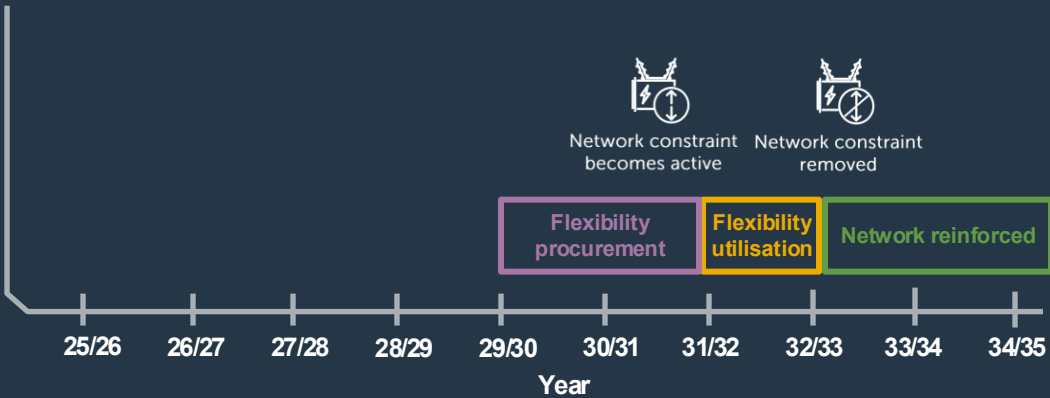 Network constraint
becomes active
Network constraint
removed
Flexibility
procurement
Flexibility
utilisation
Network reinforced
25/26
26/27
27/28
28/29
29/30
30/31
31/32
32/33
33/34
34/35
Year